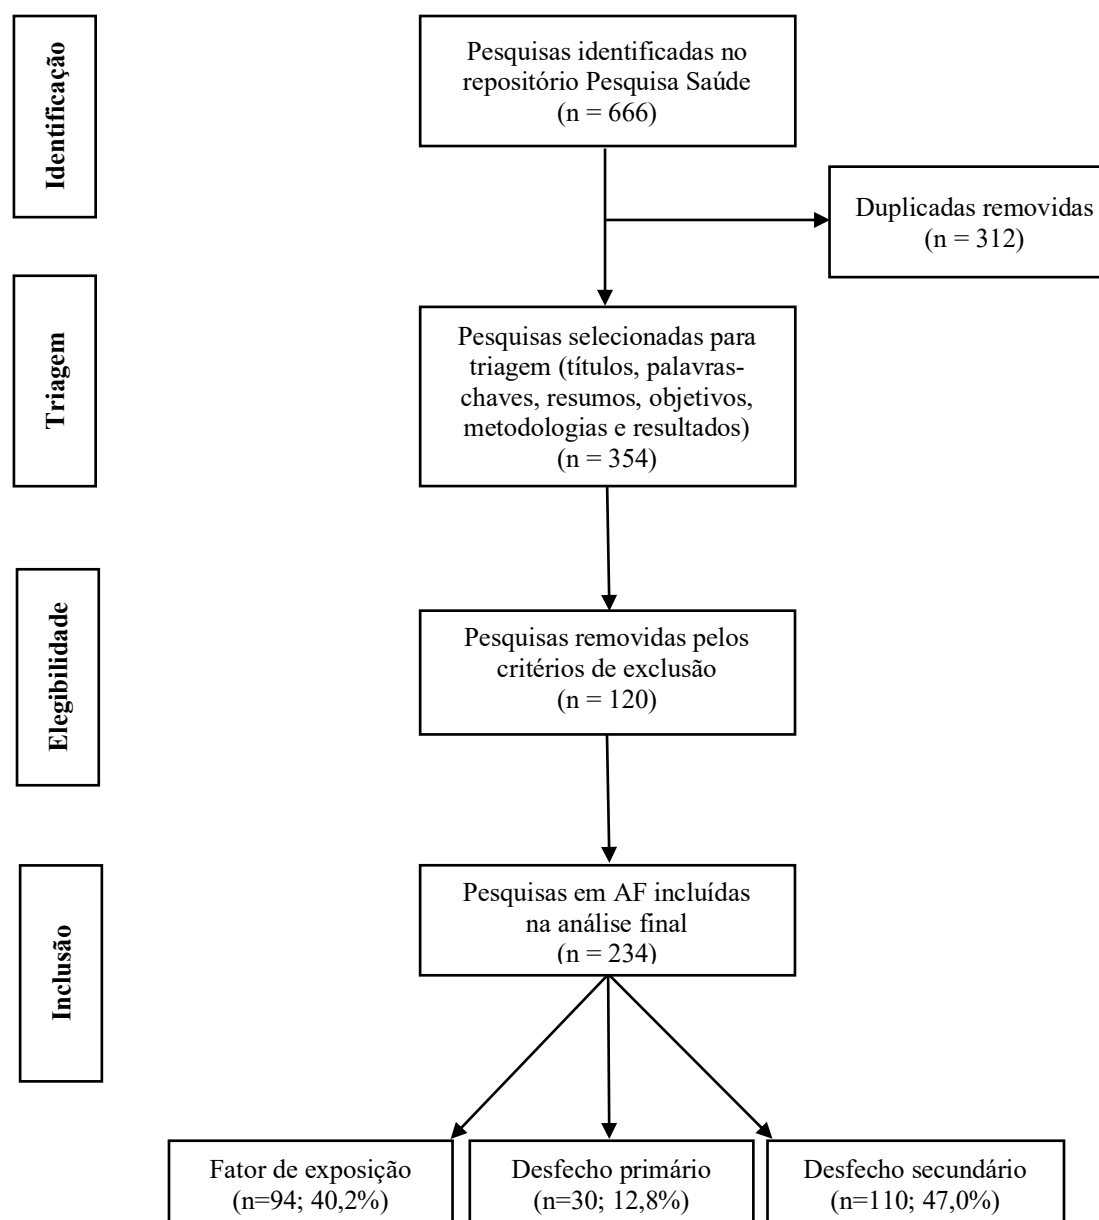 Identificação
Pesquisas identificadas no
repositório Pesquisa Saúde
(n = 666)
Duplicadas removidas
(n = 312)
Triagem
Pesquisas selecionadas para
triagem (títulos, palavras-
chaves, resumos, objetivos,
metodologias e resultados)
(n = 354)
Elegibilidade
Pesquisas removidas pelos
critérios de exclusão
(n = 120)
Inclusão
Pesquisas em AF incluídas
na análise final
(n = 234)
Fator de exposição
(n=94; 40,2%)
Desfecho primário
(n=30; 12,8%)
Desfecho secundário
(n=110; 47,0%)